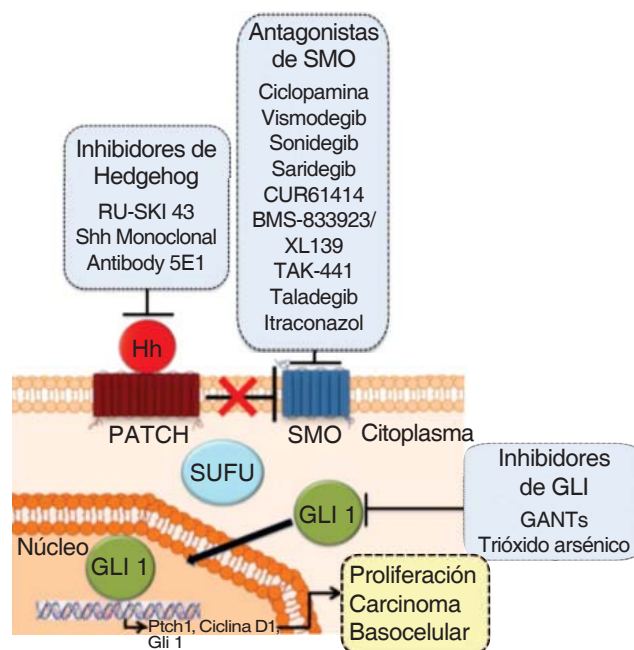 Antagonistas
de SMO
Ciclopamina
Vismodegib
Sonidegib
Saridegib
CUR61414
BMS-833923/
XL139
TAK-441
Taladegib
Itraconazol
Inhibidores de
Hedgehog
RU-SKI 43
Shh Monoclonal
Antibody 5E1
Hh
PATCH
SMO
Citoplasma
SUFU
Inhibidores
de GLI
GANTs
Trióxido arsénico
GLI 1
Núcleo
GLI 1
Proliferación
Carcinoma
Basocelular
Ptch1, Ciclina D1,
Gli 1